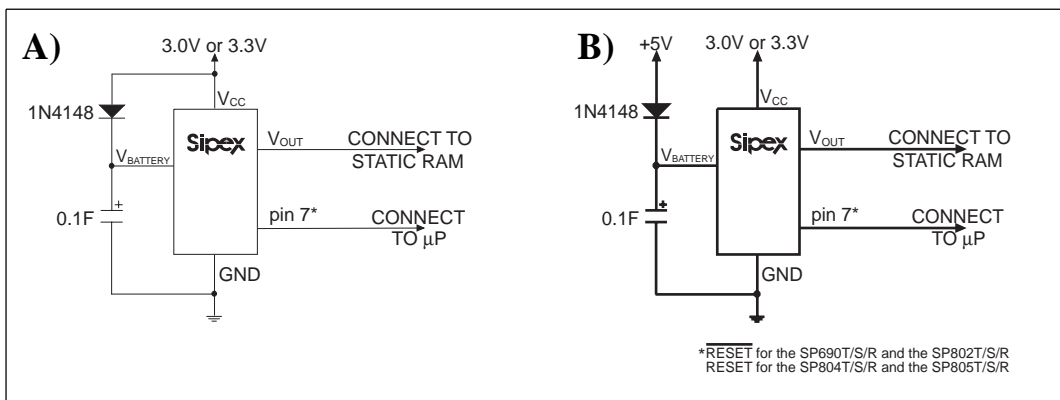 A)
3.0V or 3.3V
1N4148
VCC
Sipex
VOUT
CONNECT TO
STATIC RAM
VBATTERY
+
0.1F
pin 7*
CONNECT
TO μP
GND
B)
+5V
3.0V or 3.3V
1N4148
VCC
Sipex
VOUT
CONNECT TO
STATIC RAM
VBATTERY
+
0.1F
pin 7*
CONNECT
TO μP
GND
*RESET for the SP690T/S/R and the SP802T/S/R
RESET for the SP804T/S/R and the SP805T/S/R